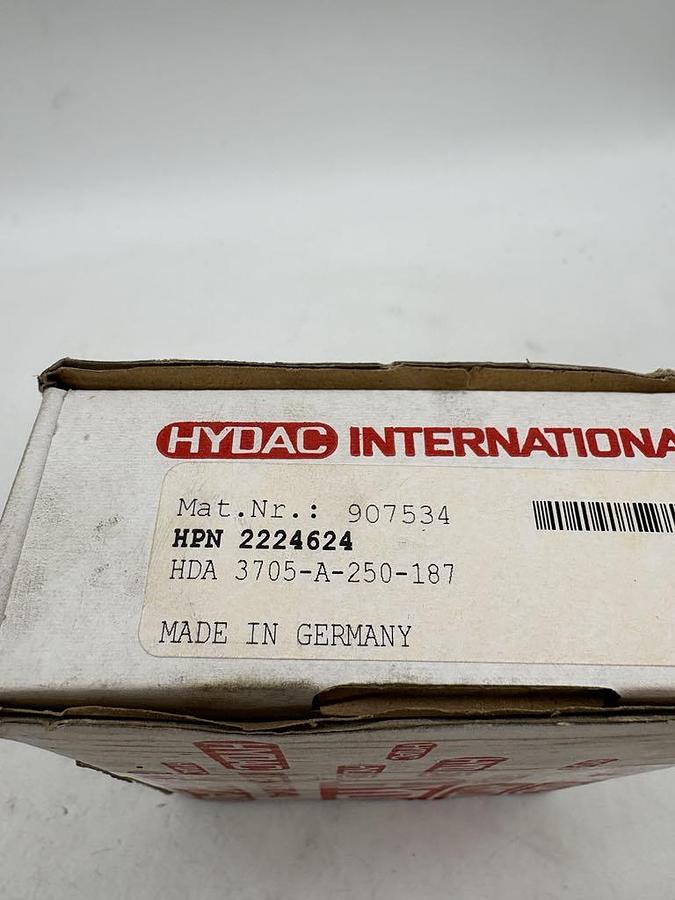 HYDAC INTERNATIONA
Mat.Nr.: 907534
HPN 2224624
HDA 3705-A-250-187
MADE IN GERMANY